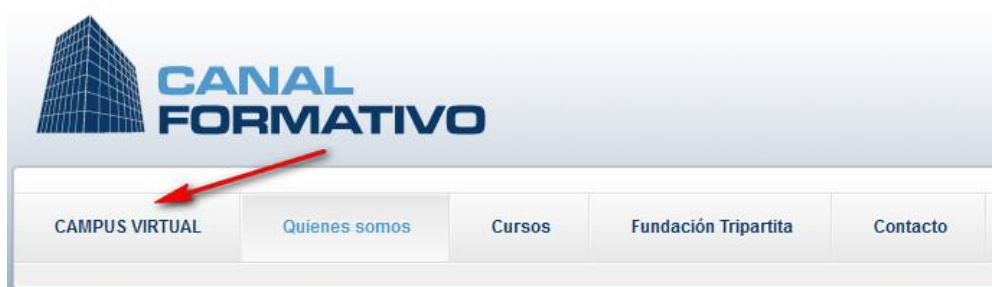 CANAL
FORMATIVO
CAMPUS VIRTUAL Quienes somos Cursos Fundación Tripartita Contacto